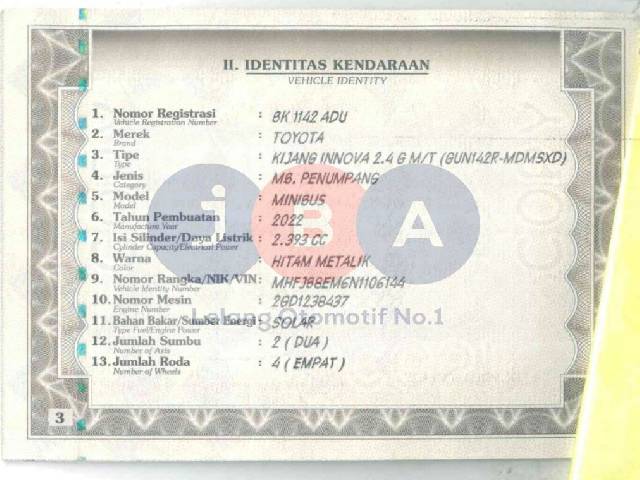 II. IDENTITAS KENDARAAN
VEHICLE IDENTITY
1. Nomor Registrasi : BK 1142 ADU
Vehicle Registration Number
2. Merek : TOYOTA
Brand
3. Tipe : KIJANG INNOVA 2.4 G M/T (GUN142R-MDMSXD)
Type
4. Jenis : MB. PENUMPANG
Category
5. Model : MINIBUS
Model
6. Tahun Pembuatan : 2022
Manufacture Year
7. Isi Silinder/Daya Listrik : 2.393 CC
Cylinder Capacity/Electrical Power
8. Warna : HITAM METALIK
Color
9. Nomor Rangka/NIK/VIN : MHFJB8EM6N1106144
Vehicle Identity Number
10. Nomor Mesin : 2GD1238437
Engine Number
11. Bahan Bakar/Sumber Energi : SOLAR
Type Fuel/Engine Power
12. Jumlah Sumbu : 2 ( DUA )
Number of Axis
13. Jumlah Roda : 4 ( EMPAT )
Number of Wheels
3
iBA
Lelang Otomotif No.1